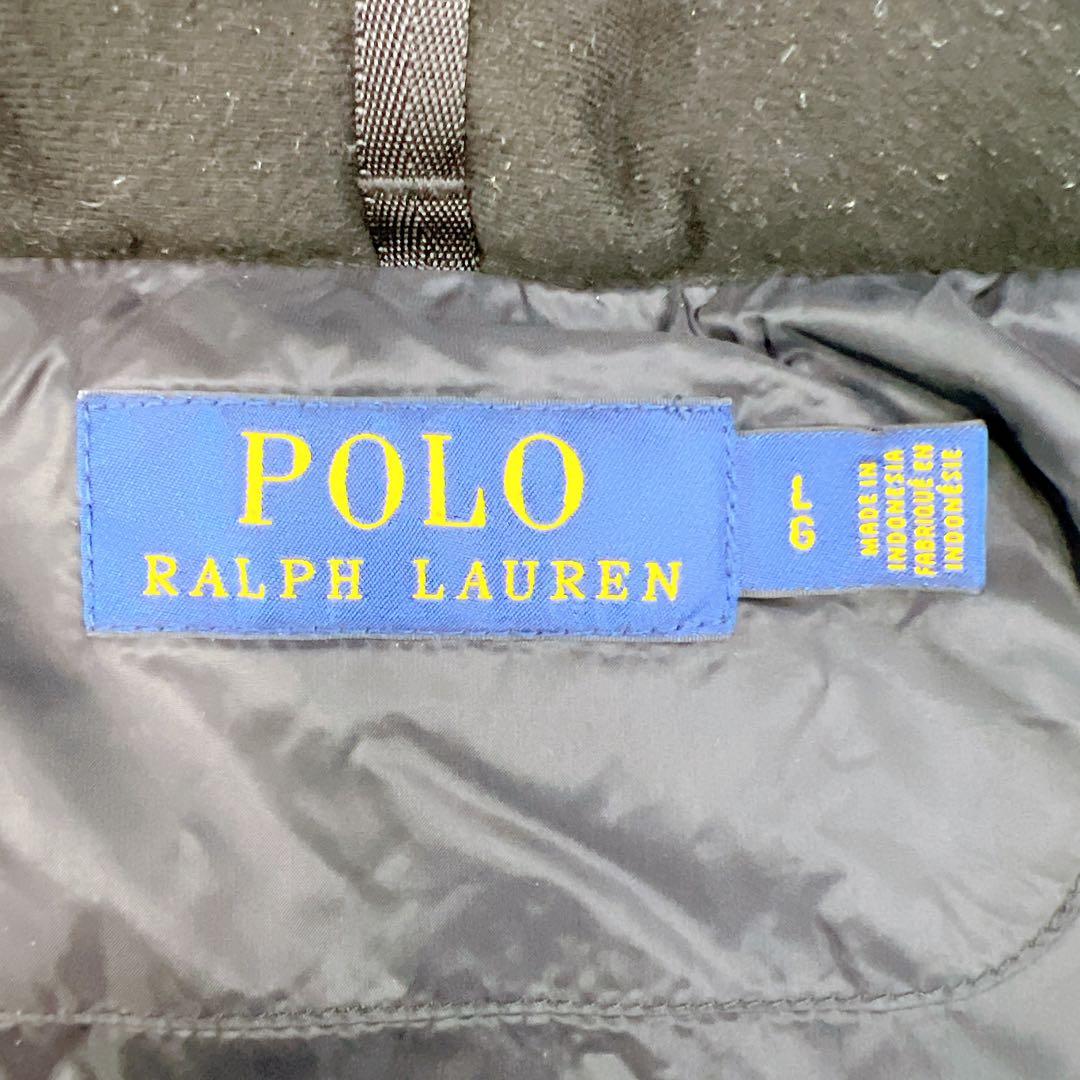 POLO
RALPH LAUREN
L
G
MADE IN
INDONESIA
FABRIQUÉ EN
INDONÉSIE